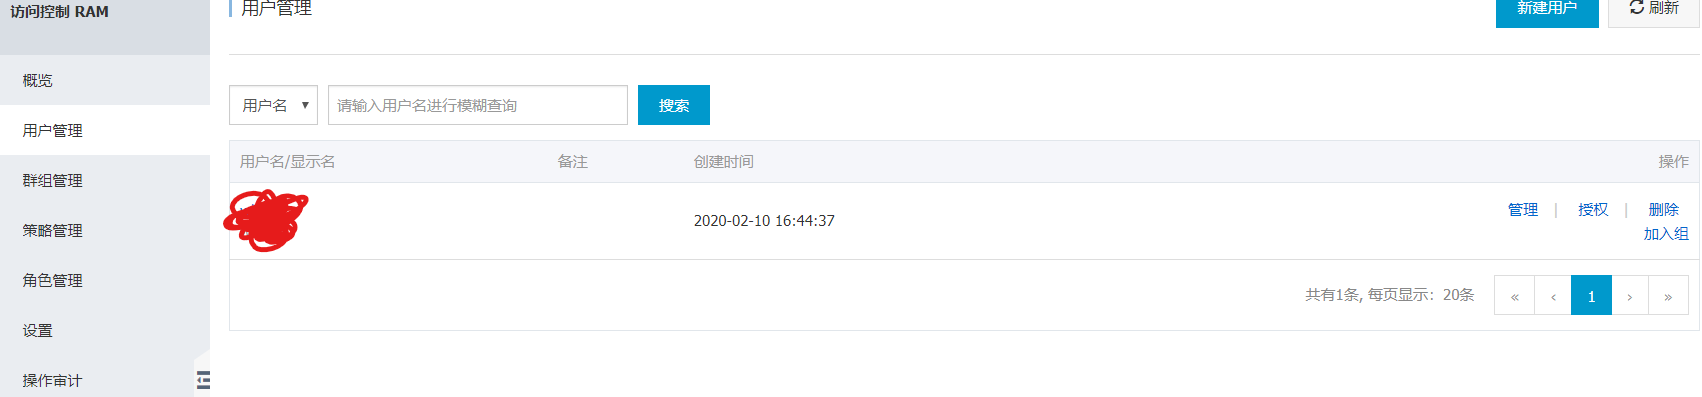 访问控制 RAM
用户管理
新建用户
刷新
概览
用户管理
群组管理
策略管理
角色管理
设置
操作审计
用户名
请输入用户名进行模糊查询
搜索
用户名/显示名 备注 创建时间 操作
2020-02-10 16:44:37 管理 | 授权 | 删除
加入组
共有1条, 每页显示：20条 « ‹ 1 › »